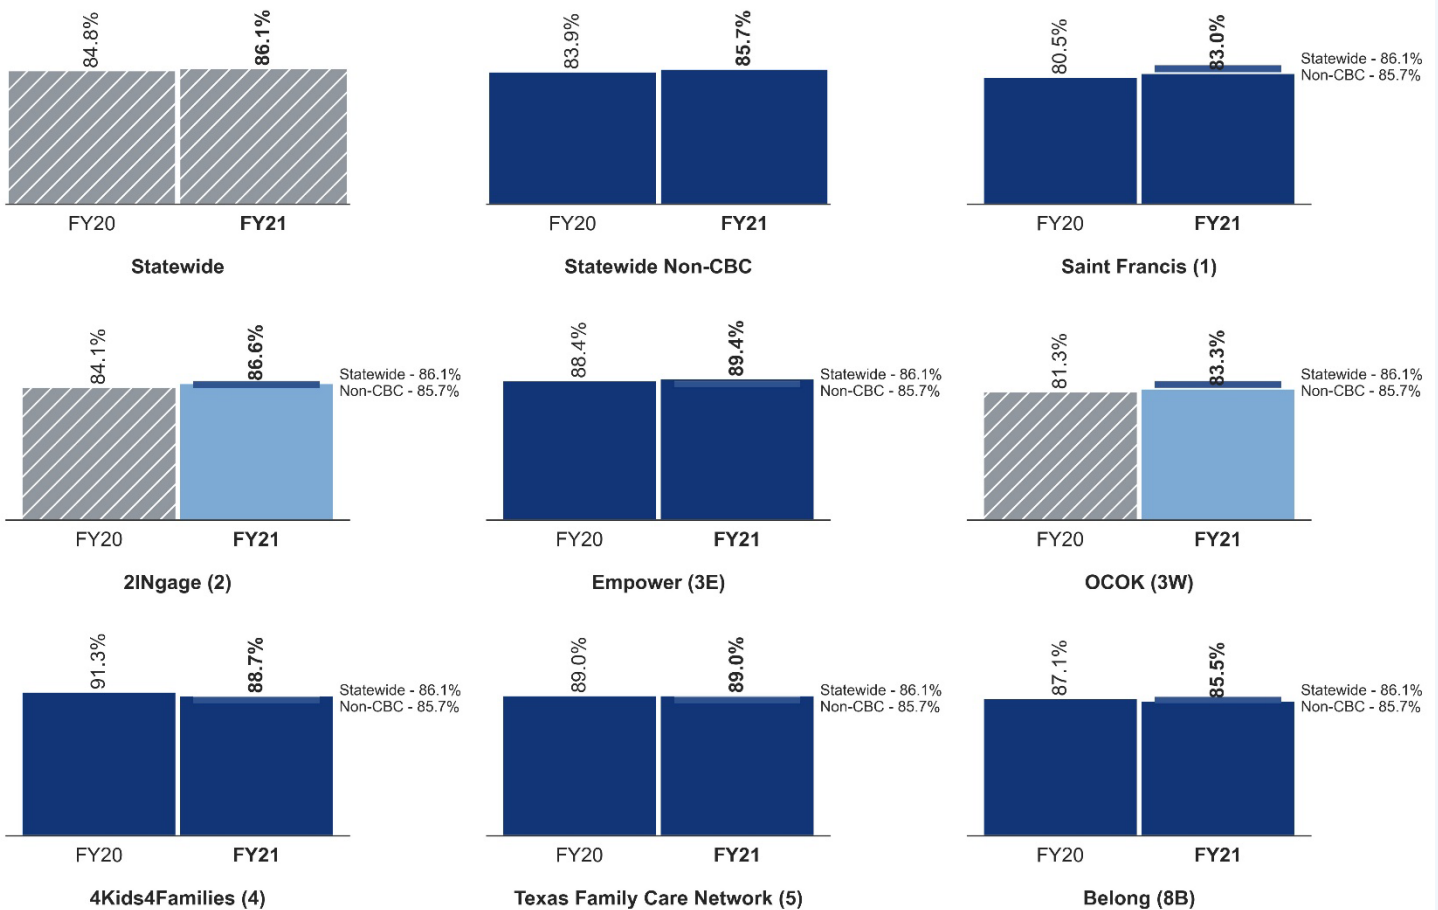 84.8%
86.1%
FY20
FY21
Statewide
83.9%
85.7%
FY20
FY21
Statewide Non-CBC
80.5%
83.0%
Statewide - 86.1%
Non-CBC - 85.7%
FY20
FY21
Saint Francis (1)
84.1%
86.6%
Statewide - 86.1%
Non-CBC - 85.7%
FY20
FY21
2INgage (2)
88.4%
89.4%
Statewide - 86.1%
Non-CBC - 85.7%
FY20
FY21
Empower (3E)
81.3%
83.3%
Statewide - 86.1%
Non-CBC - 85.7%
FY20
FY21
OCOK (3W)
91.3%
88.7%
Statewide - 86.1%
Non-CBC - 85.7%
FY20
FY21
4Kids4Families (4)
89.0%
89.0%
Statewide - 86.1%
Non-CBC - 85.7%
FY20
FY21
Texas Family Care Network (5)
87.1%
85.5%
Statewide - 86.1%
Non-CBC - 85.7%
FY20
FY21
Belong (8B)